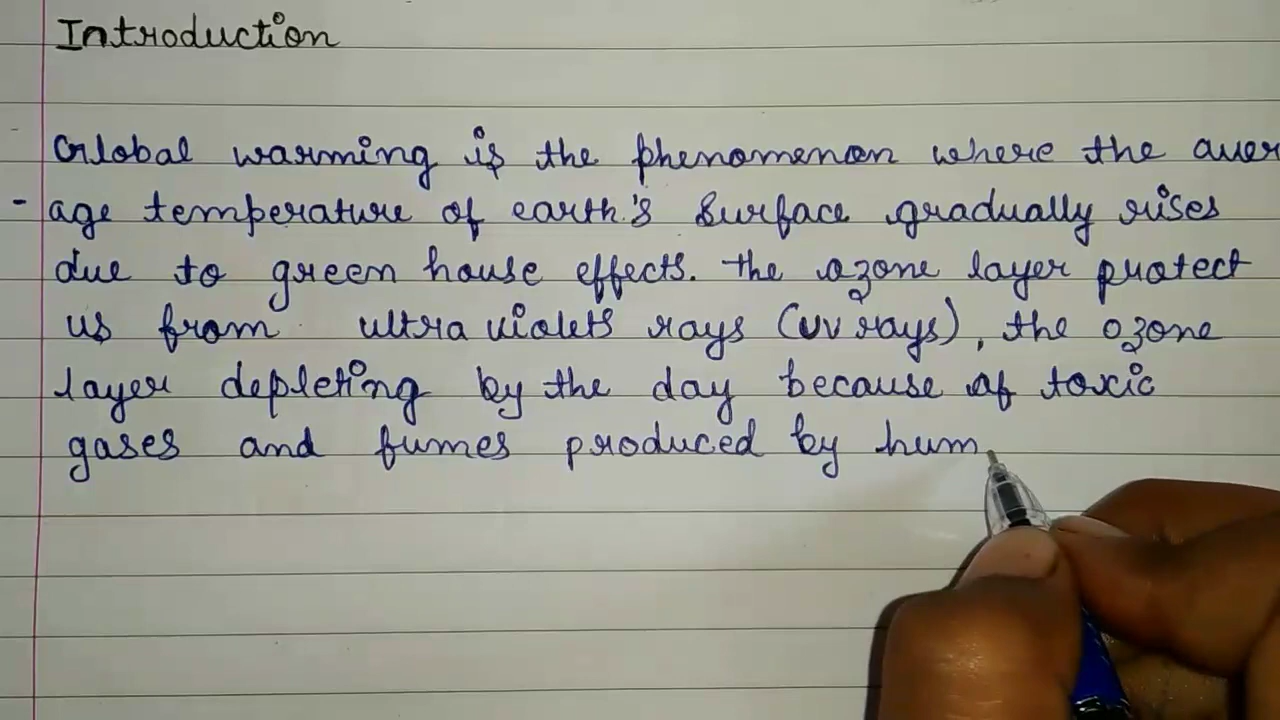 Introduction
Global warming is the phenomenon where the aver
- age temperature of earth's Surface gradually rises
due to green house effects. the ozone layer protect
us from ultra violets rays (UV rays), the ozone
layer depleting by the day because of toxic
gases and fumes produced by hum